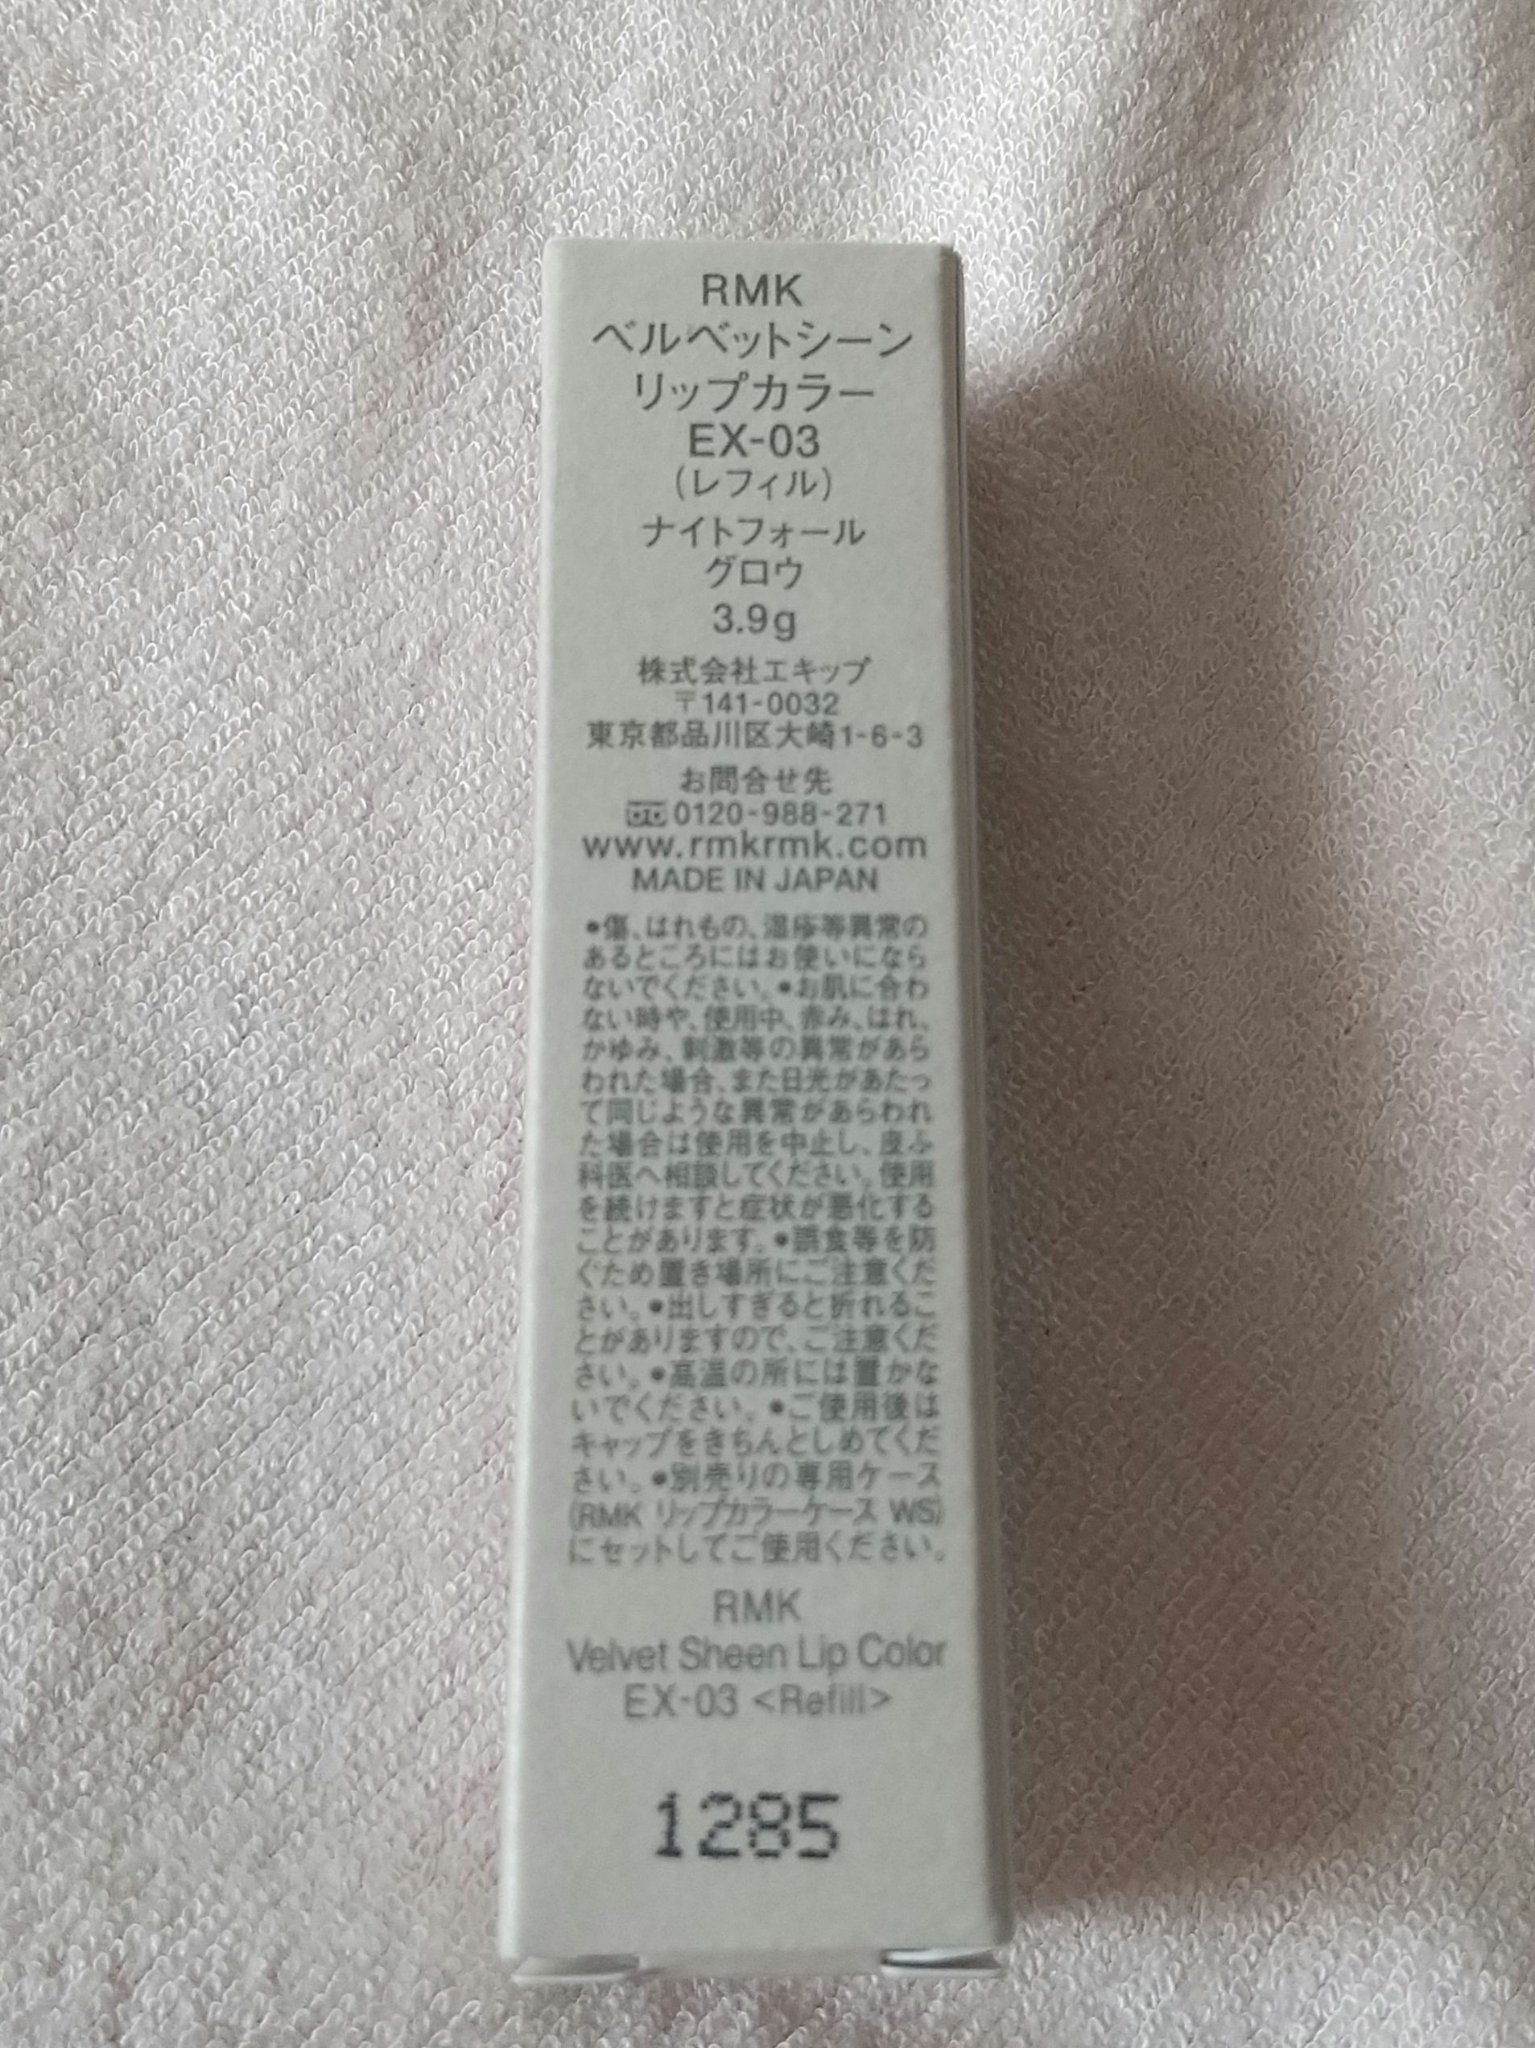 RMK
ベルベットシーン
リップカラー
EX-03
(レフィル)
ナイトフォール
グロウ
3.9g
株式会社エキップ
〒141-0032
東京都品川区大崎1-6-3
お問合せ先
0120-988-271
www.rmkrmk.com
MADE IN JAPAN
●傷、はれもの、湿疹等異常の
あるところにはお使いになら
ないでください。●お肌に合わ
ない時や、使用中、赤み、はれ、
かゆみ、刺激等の異常があら
われた場合、また日光があたっ
て同じような異常があらわれ
た場合は使用を中止し、皮ふ
科医へ相談してください。使用
を続けますと症状が悪化する
ことがあります。●誤食等を防
ぐため置き場所にご注意くだ
さい。●出しすぎると折れるこ
とがありますので、ご注意くだ
さい。●高温の所には置かな
いでください。●ご使用後は
キャップをきちんとしめてくだ
さい。●別売りの専用ケース
(RMK リップカラーケース WS)
にセットしてご使用ください。
RMK
Velvet Sheen Lip Color
EX-03 <Refill>
1285